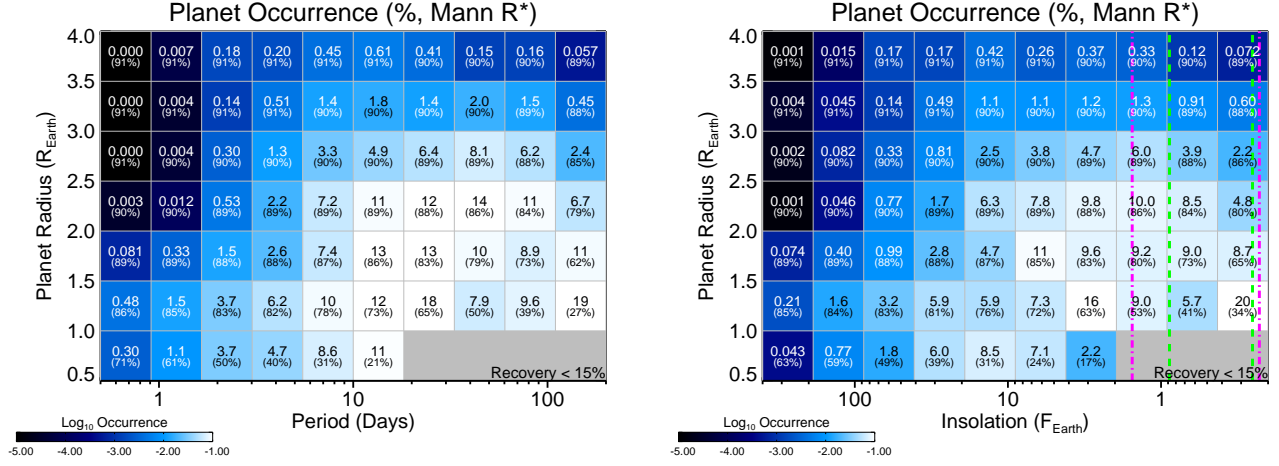 Planet Occurrence (%, Mann R*)
4.0
0.000 0.007 0.18 0.20 0.45 0.61 0.41 0.15 0.16 0.057
(91%) (91%) (91%) (91%) (91%) (91%) (90%) (90%) (90%) (89%)
3.5
0.000 0.004 0.14 0.51 1.4 1.8 1.4 2.0 1.5 0.45
(91%) (91%) (91%) (91%) (90%) (90%) (90%) (90%) (89%) (88%)
3.0
0.000 0.004 0.30 1.3 3.3 4.9 6.4 8.1 6.2 2.4
(91%) (90%) (90%) (90%) (90%) (90%) (89%) (89%) (88%) (85%)
2.5
0.003 0.012 0.53 2.2 7.2 11 12 14 11 6.7
(90%) (90%) (89%) (89%) (89%) (89%) (88%) (86%) (84%) (79%)
2.0
0.081 0.33 1.5 2.6 7.4 13 13 10 8.9 11
(89%) (89%) (88%) (88%) (87%) (86%) (83%) (79%) (73%) (62%)
1.5
0.48 1.5 3.7 6.2 10 12 18 7.9 9.6 19
(86%) (85%) (83%) (82%) (78%) (73%) (65%) (50%) (39%) (27%)
1.0
0.30 1.1 3.7 4.7 8.6 11
(71%) (61%) (50%) (40%) (31%) (21%)
Recovery < 15%
0.5
Planet Radius (R_Earth)
1 10 100
Period (Days)
Log₁₀ Occurrence
-5.00 -4.00 -3.00 -2.00 -1.00
Planet Occurrence (%, Mann R*)
4.0
0.001 0.015 0.17 0.17 0.42 0.26 0.37 0.33 0.12 0.072
(91%) (91%) (91%) (91%) (91%) (90%) (90%) (90%) (90%) (89%)
3.5
0.004 0.045 0.14 0.49 1.1 1.1 1.2 1.3 0.91 0.60
(91%) (91%) (91%) (91%) (90%) (90%) (90%) (90%) (89%) (88%)
3.0
0.002 0.082 0.33 0.81 2.5 3.8 4.7 6.0 3.9 2.2
(91%) (90%) (90%) (90%) (90%) (90%) (89%) (89%) (88%) (86%)
2.5
0.001 0.046 0.77 1.7 6.3 7.8 9.8 10.0 8.5 4.8
(90%) (90%) (90%) (89%) (89%) (89%) (88%) (86%) (84%) (80%)
2.0
0.074 0.40 0.99 2.8 4.7 11 9.6 9.2 9.0 8.7
(89%) (89%) (88%) (88%) (87%) (85%) (83%) (80%) (73%) (65%)
1.5
0.21 1.6 3.2 5.9 5.9 7.3 16 9.0 5.7 20
(85%) (84%) (83%) (81%) (76%) (72%) (63%) (53%) (41%) (34%)
1.0
0.043 0.77 1.8 6.0 8.5 7.1 2.2
(63%) (59%) (49%) (39%) (31%) (24%) (17%)
Recovery < 15%
0.5
Planet Radius (R_Earth)
100 10 1
Insolation (F_Earth)
Log₁₀ Occurrence
-5.00 -4.00 -3.00 -2.00 -1.00